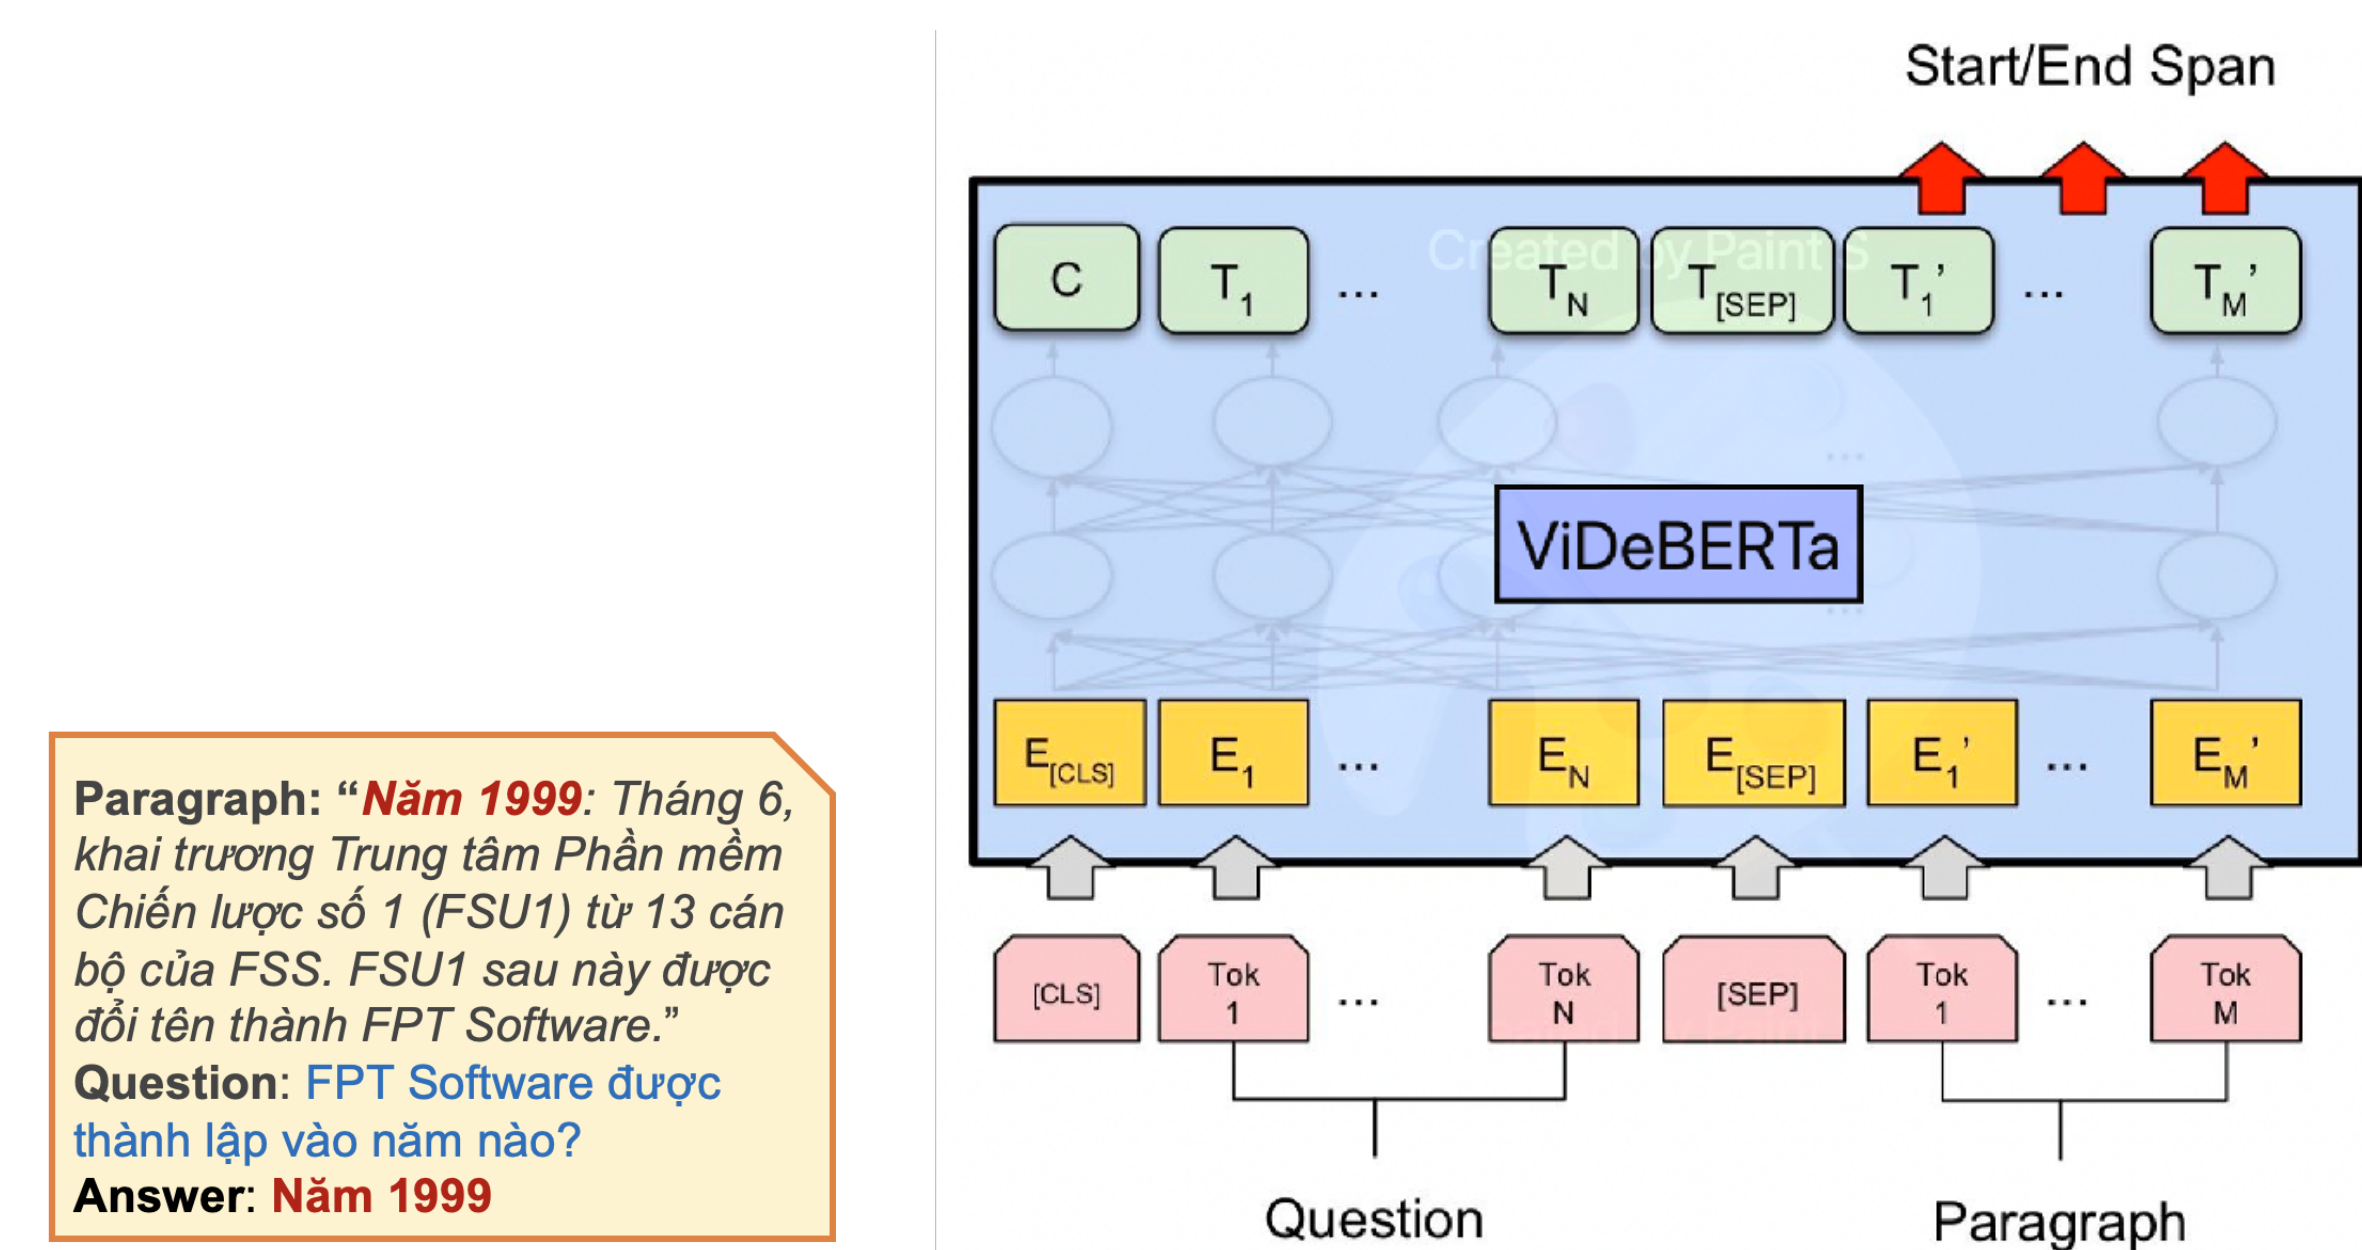 Paragraph: “Năm 1999: Tháng 6,
khai trương Trung tâm Phần mềm
Chiến lược số 1 (FSU1) từ 13 cán
bộ của FSS. FSU1 sau này được
đổi tên thành FPT Software.”
Question: FPT Software được
thành lập vào năm nào?
Answer: Năm 1999
Start/End Span
C T1 ... TN T[SEP] T1’ ... TM’
Created by Paint S
...
ViDeBERTa
...
E[CLS] E1 ... EN E[SEP] E1’ ... EM’
[CLS] Tok 1 ... Tok N [SEP] Tok 1 ... Tok M
Question Paragraph